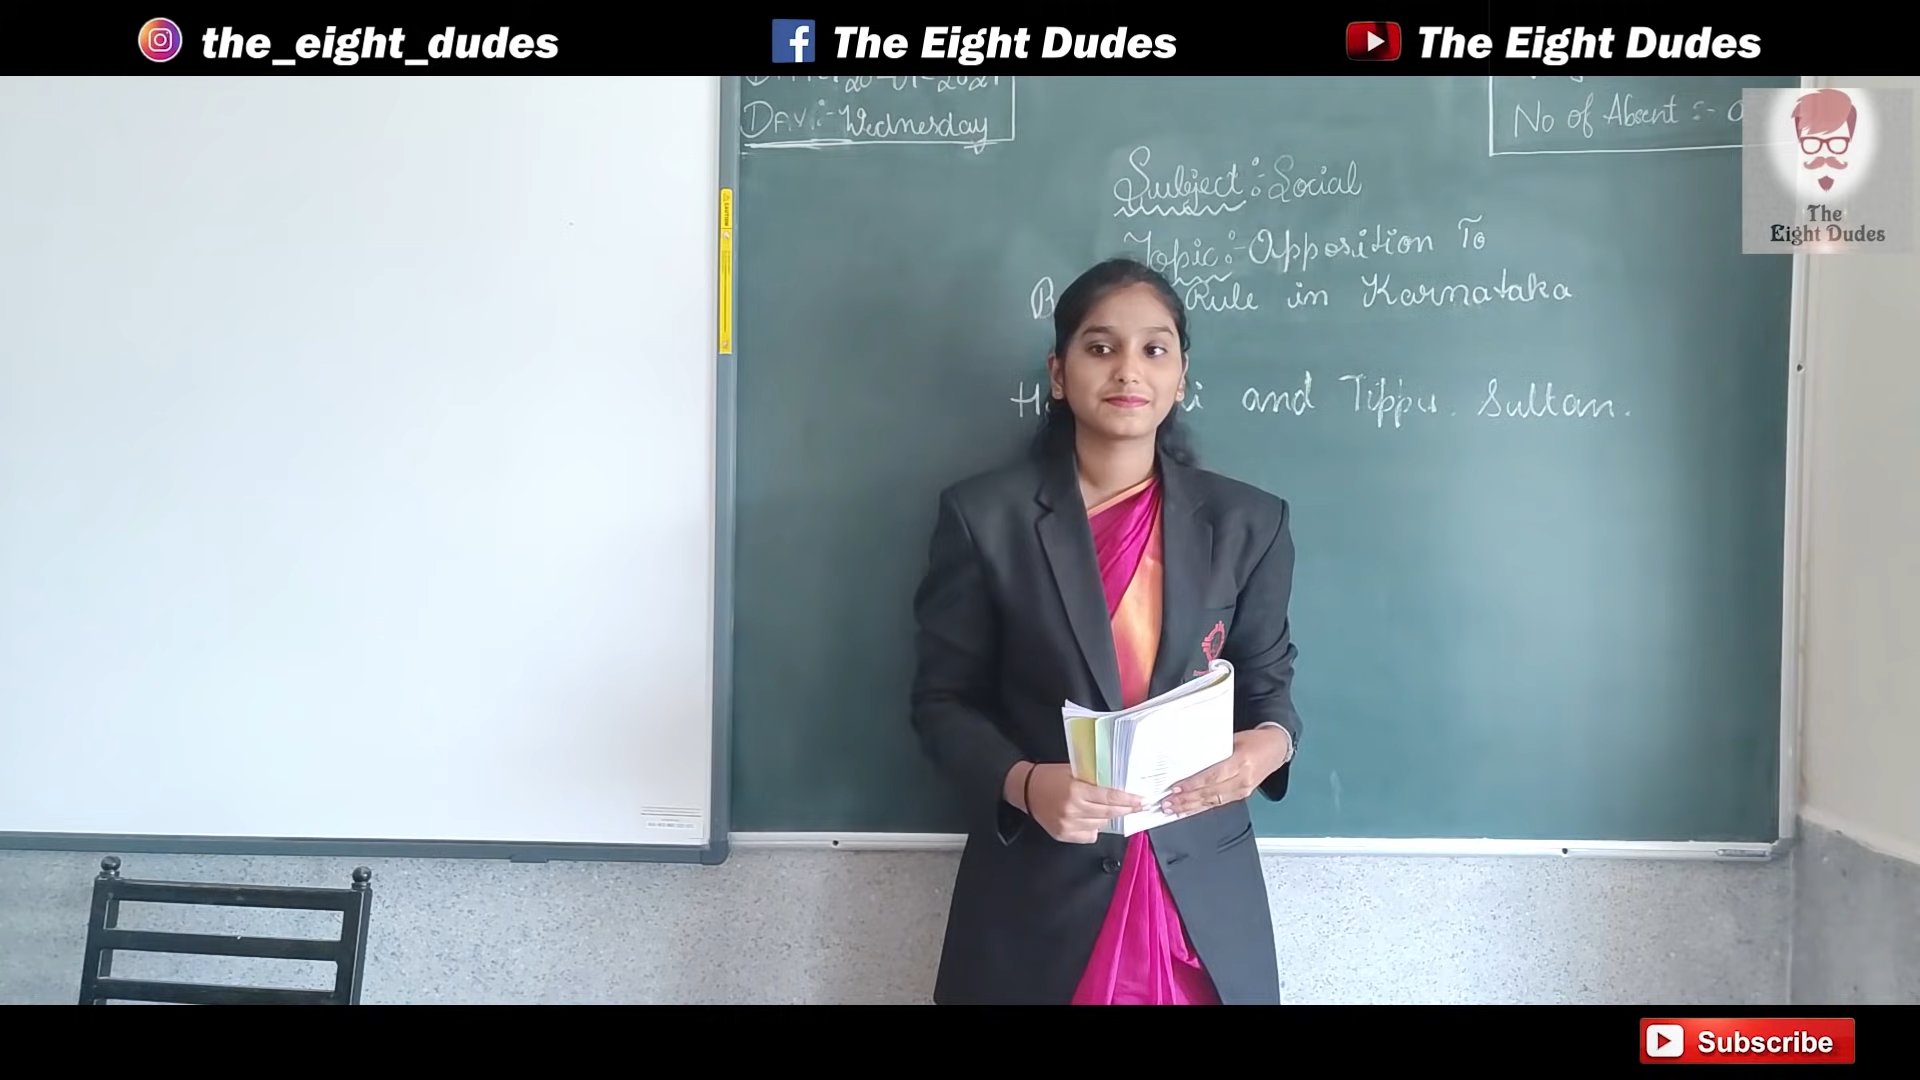 the_eight_dudes
The Eight Dudes
The Eight Dudes
DAY:- Wednesday
No of Absent :-
The
Eight Dudes
Subject :- Social
Topic :- Opposition To
Rule in Karnataka
and Tippu Sultan.
Subscribe